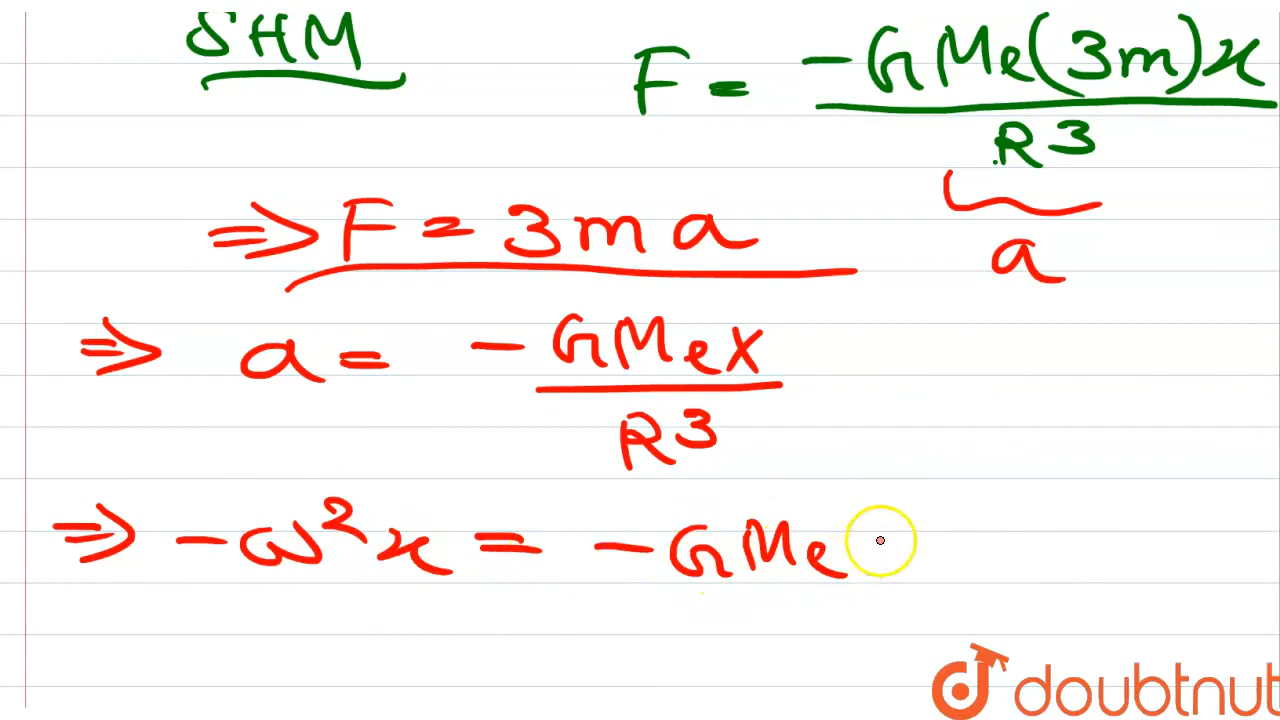 SHM
F = -GMe(3m)x / R3
a
⇒ F = 3ma
⇒ a = -GMex / R3
⇒ -ω²x = -GMe
doubtnut